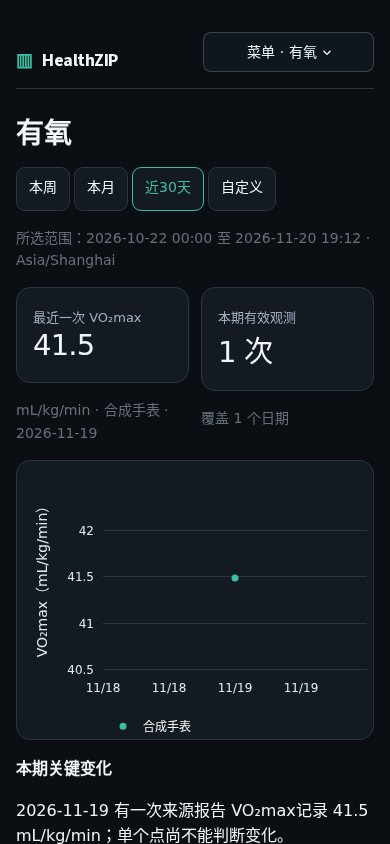 HealthZIP
菜单 · 有氧
有氧
本周
本月
近30天
自定义
所选范围：2026-10-22 00:00 至 2026-11-20 19:12 ·
Asia/Shanghai
最近一次 VO₂max
41.5
mL/kg/min · 合成手表 ·
2026-11-19
本期有效观测
1 次
覆盖 1 个日期
VO₂max（mL/kg/min）
42
41.5
41
40.5
11/18
11/18
11/19
11/19
合成手表
本期关键变化
2026-11-19 有一次来源报告 VO₂max记录 41.5
mL/kg/min；单个点尚不能判断变化。